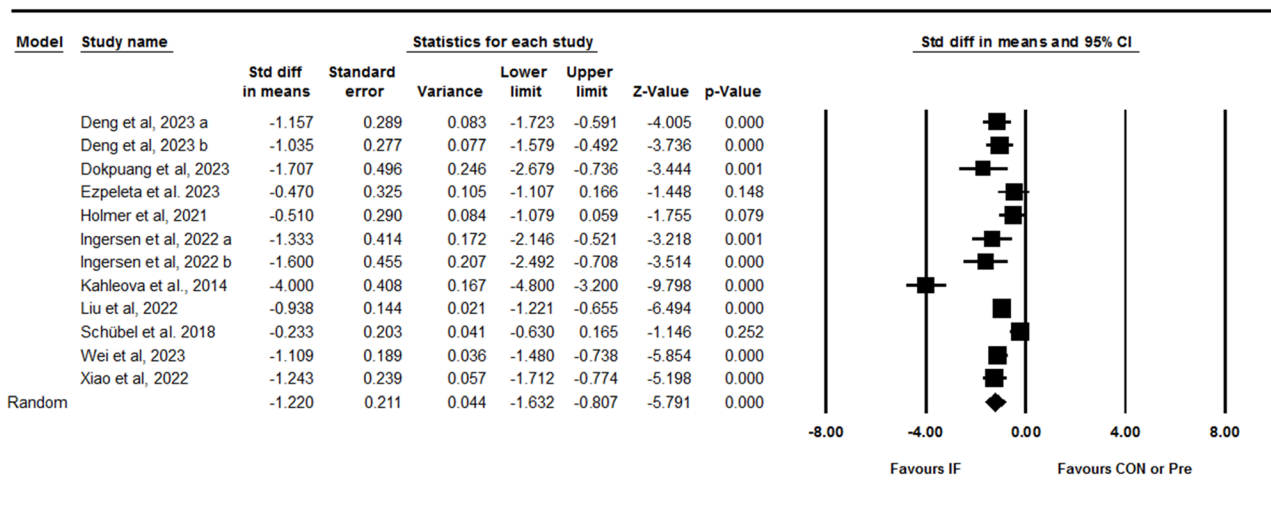 Model Study name Statistics for each study Std diff in means and 95% CI
Std diff in means Standard error Variance Lower limit Upper limit Z-Value p-Value
Deng et al, 2023 a -1.157 0.289 0.083 -1.723 -0.591 -4.005 0.000
Deng et al, 2023 b -1.035 0.277 0.077 -1.579 -0.492 -3.736 0.000
Dokpuang et al, 2023 -1.707 0.496 0.246 -2.679 -0.736 -3.444 0.001
Ezpeleta et al. 2023 -0.470 0.325 0.105 -1.107 0.166 -1.448 0.148
Holmer et al, 2021 -0.510 0.290 0.084 -1.079 0.059 -1.755 0.079
Ingersen et al, 2022 a -1.333 0.414 0.172 -2.146 -0.521 -3.218 0.001
Ingersen et al, 2022 b -1.600 0.455 0.207 -2.492 -0.708 -3.514 0.000
Kahleova et al., 2014 -4.000 0.408 0.167 -4.800 -3.200 -9.798 0.000
Liu et al, 2022 -0.938 0.144 0.021 -1.221 -0.655 -6.494 0.000
Schübel et al. 2018 -0.233 0.203 0.041 -0.630 0.165 -1.146 0.252
Wei et al, 2023 -1.109 0.189 0.036 -1.480 -0.738 -5.854 0.000
Xiao et al, 2022 -1.243 0.239 0.057 -1.712 -0.774 -5.198 0.000
Random -1.220 0.211 0.044 -1.632 -0.807 -5.791 0.000
-8.00 -4.00 0.00 4.00 8.00
Favours IF Favours CON or Pre